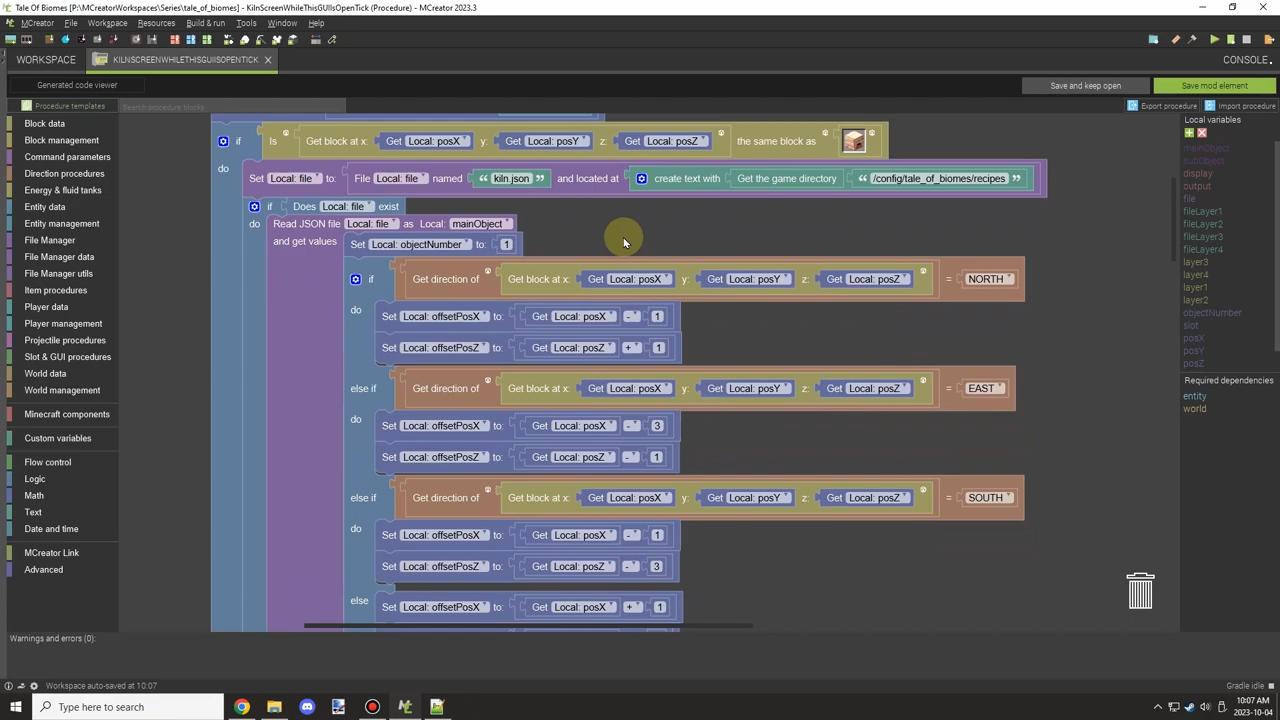 Tale Of Biomes [P:\MCreatorWorkspaces\Series\tale_of_biomes] - KilnScreenWhileThisGUIIsOpenTick (Procedure) - MCreator 2023.3
MCreator File Workspace Resources Build & run Tools Window Help
WORKSPACE KILNSCREENWHILETHISGUIISOPENTICK CONSOLE
Generated code viewer Save and keep open Save mod element
Procedure templates Search procedure blocks Export procedure Import procedure
Block data
Block management
Command parameters
Direction procedures
Energy & fluid tanks
Entity data
Entity management
File Manager
File Manager data
File Manager utils
Item procedures
Player data
Player management
Projectile procedures
Slot & GUI procedures
World data
World management
Minecraft components
Custom variables
Flow control
Logic
Math
Text
Date and time
MCreator Link
Advanced
if Is Get block at x: Get Local: posX y: Get Local: posY z: Get Local: posZ the same block as
do Set Local: file to: File Local: file named “ kiln.json ” and located at create text with Get the game directory “ /config/tale_of_biomes/recipes ”
if Does Local: file exist
do Read JSON file Local: file as Local: mainObject
and get values Set Local: objectNumber to: 1
if Get direction of Get block at x: Get Local: posX y: Get Local: posY z: Get Local: posZ = NORTH
do Set Local: offsetPosX to: Get Local: posX - 1
Set Local: offsetPosZ to: Get Local: posZ + 1
else if Get direction of Get block at x: Get Local: posX y: Get Local: posY z: Get Local: posZ = EAST
do Set Local: offsetPosX to: Get Local: posX - 3
Set Local: offsetPosZ to: Get Local: posZ - 1
else if Get direction of Get block at x: Get Local: posX y: Get Local: posY z: Get Local: posZ = SOUTH
do Set Local: offsetPosX to: Get Local: posX - 1
Set Local: offsetPosZ to: Get Local: posZ - 3
else Set Local: offsetPosX to: Get Local: posX + 1
Local variables
mainObject
subObject
display
output
file
fileLayer1
fileLayer2
fileLayer3
fileLayer4
layer3
layer4
layer1
layer2
objectNumber
slot
posX
posY
posZ
Required dependencies
entity
world
Warnings and errors (0):
Workspace auto-saved at 10:07 Gradle idle
Type here to search
10:07 AM
2023-10-04